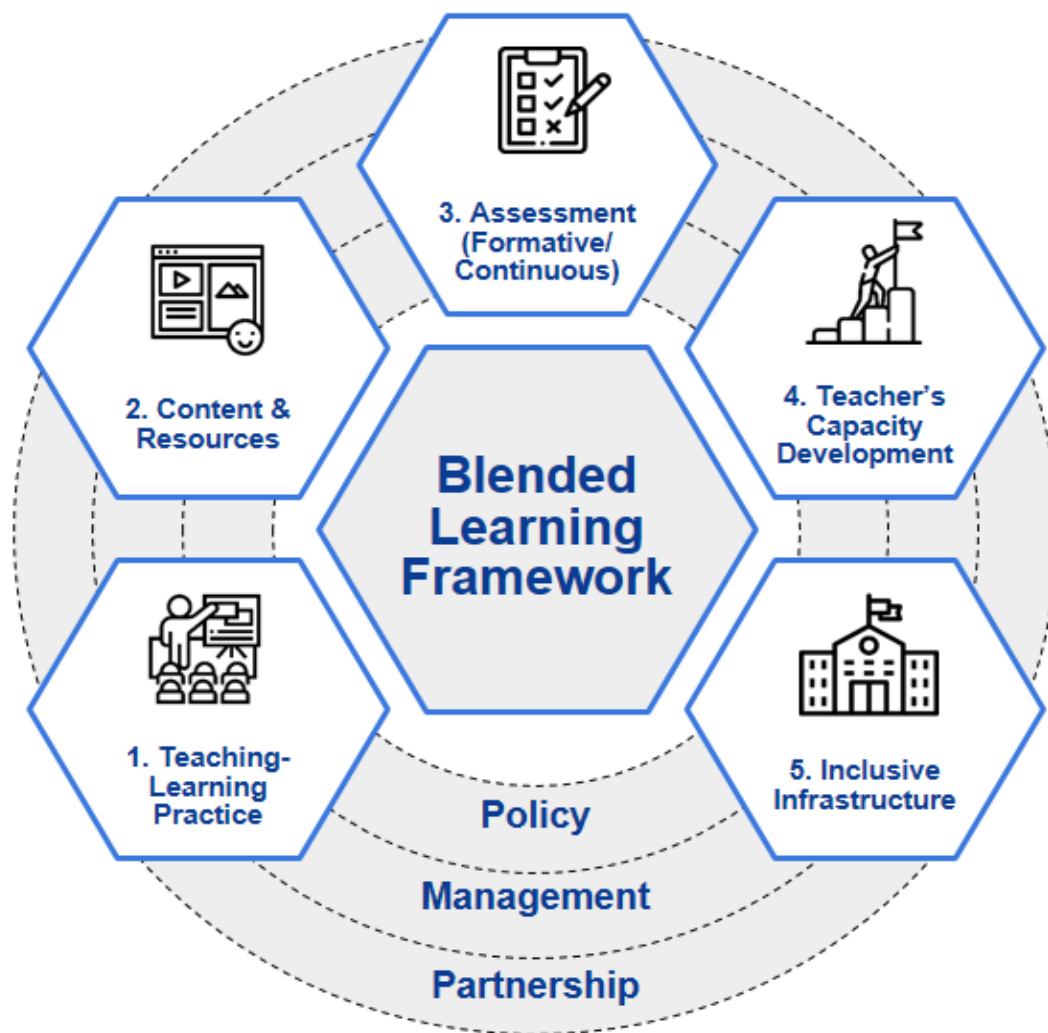 3. Assessment
(Formative/
Continuous)
2. Content &
Resources
4. Teacher's
Capacity
Development
Blended
Learning
Framework
1. Teaching-
Learning
Practice
5. Inclusive
Infrastructure
Policy
Management
Partnership